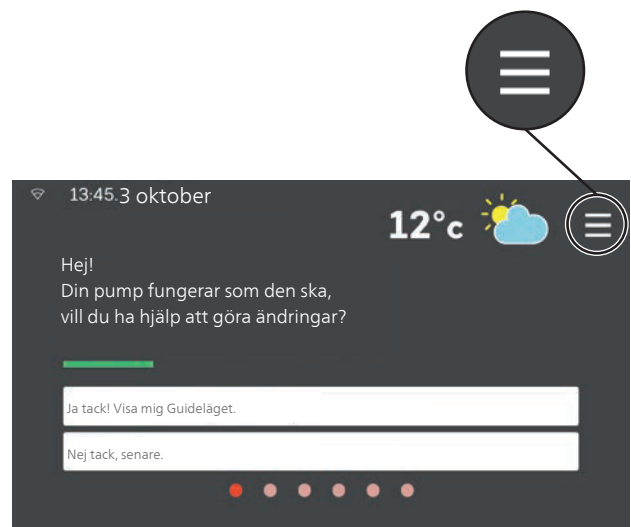 13:45. 3 oktober
12°c
Hej!
Din pump fungerar som den ska,
vill du ha hjälp att göra ändringar?
Ja tack! Visa mig Guideläget.
Nej tack, senare.